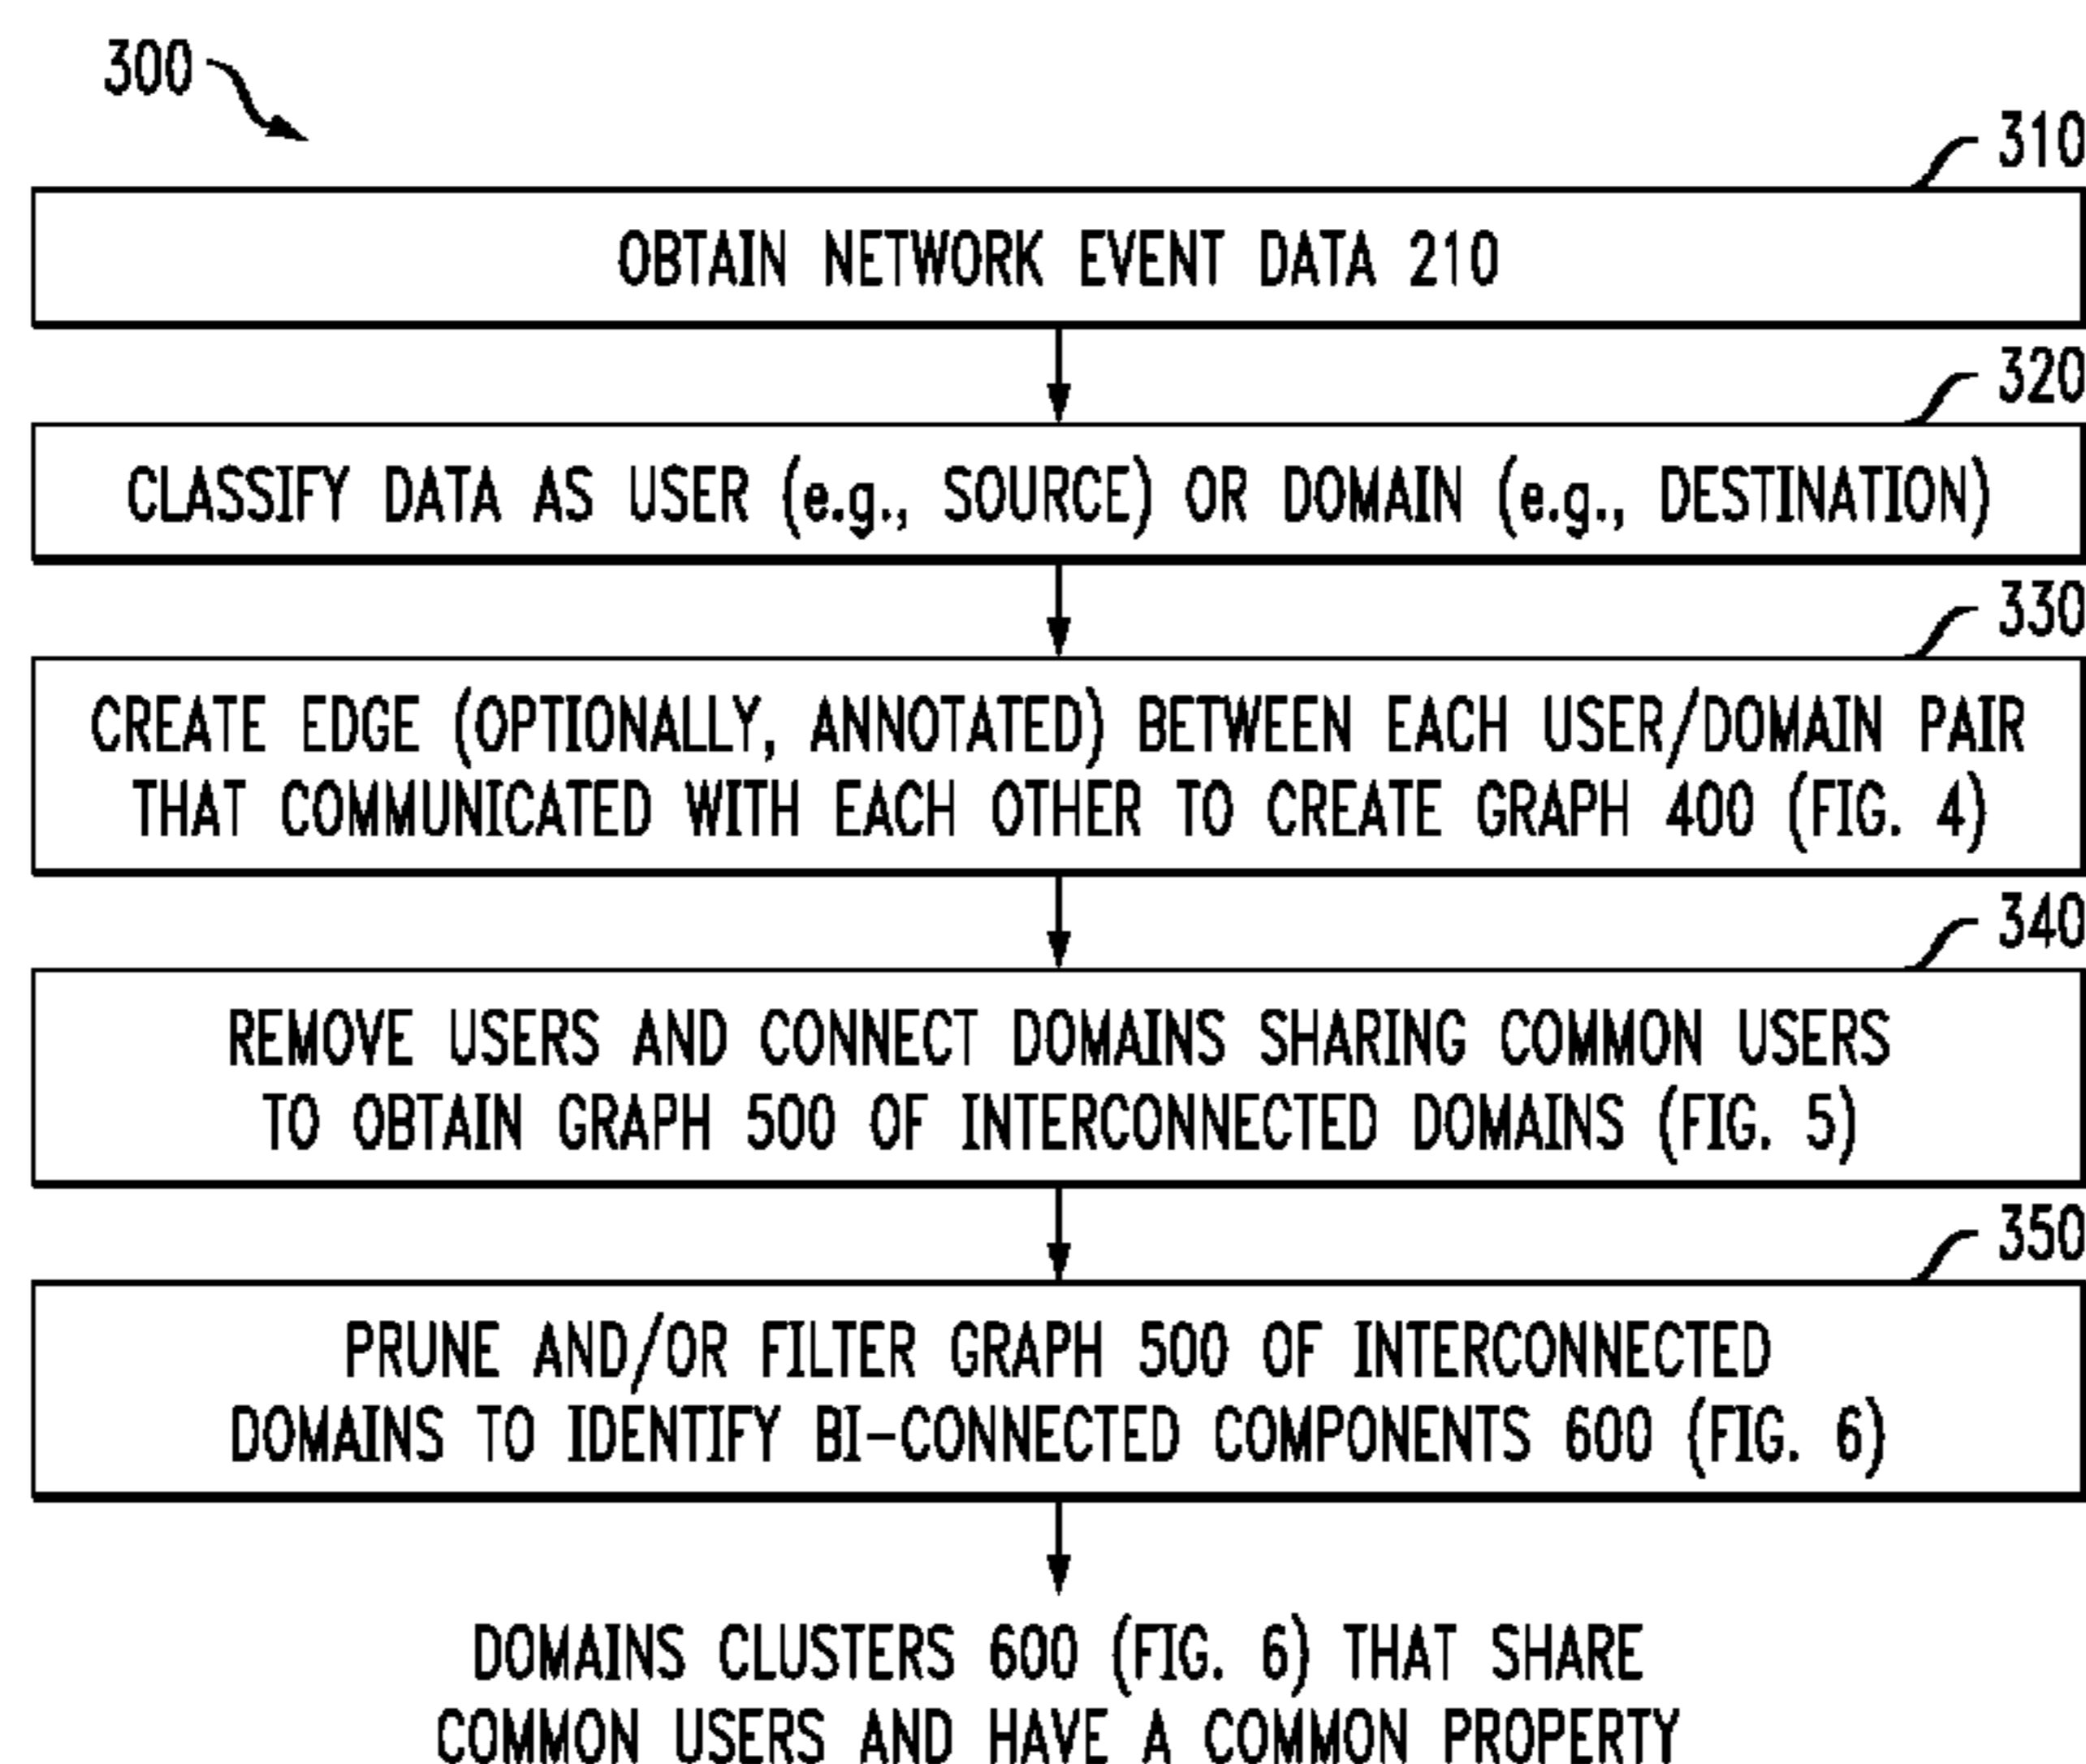 300
310
OBTAIN NETWORK EVENT DATA 210
320
CLASSIFY DATA AS USER (e.g., SOURCE) OR DOMAIN (e.g., DESTINATION)
330
CREATE EDGE (OPTIONALLY, ANNOTATED) BETWEEN EACH USER/DOMAIN PAIR
THAT COMMUNICATED WITH EACH OTHER TO CREATE GRAPH 400 (FIG. 4)
340
REMOVE USERS AND CONNECT DOMAINS SHARING COMMON USERS
TO OBTAIN GRAPH 500 OF INTERCONNECTED DOMAINS (FIG. 5)
350
PRUNE AND/OR FILTER GRAPH 500 OF INTERCONNECTED
DOMAINS TO IDENTIFY BI-CONNECTED COMPONENTS 600 (FIG. 6)
DOMAINS CLUSTERS 600 (FIG. 6) THAT SHARE
COMMON USERS AND HAVE A COMMON PROPERTY